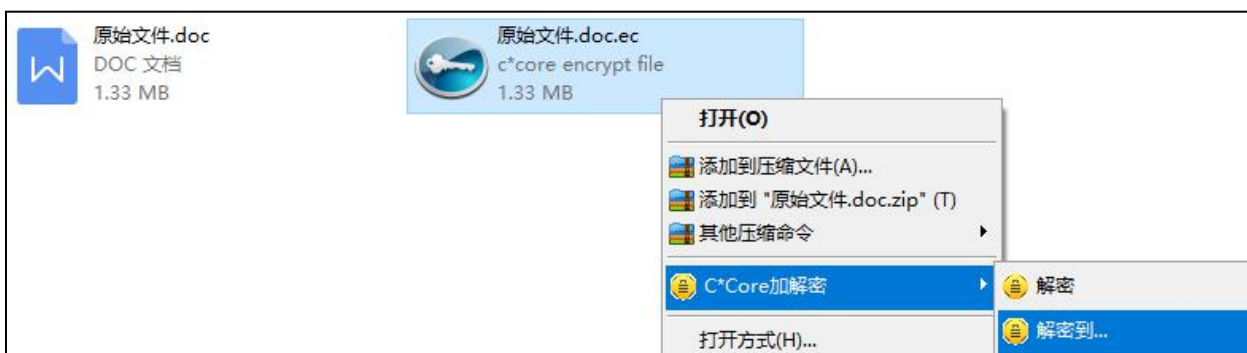 原始文件.doc
DOC 文档
1.33 MB
原始文件.doc.ec
c*core encrypt file
1.33 MB
打开(O)
添加到压缩文件(A)...
添加到 "原始文件.doc.zip" (T)
其他压缩命令
C*Core加解密
打开方式(H)...
解密
解密到...